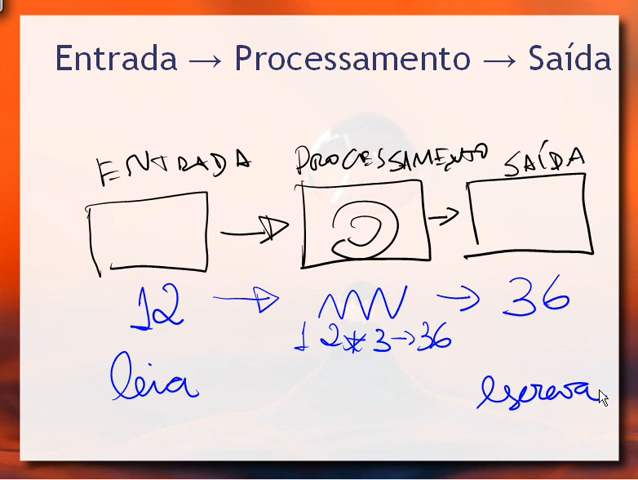 Entrada → Processamento → Saída
ENTRADA PROCESSAMENTO SAÍDA
12 → → 36
12*3→36
leia escreva